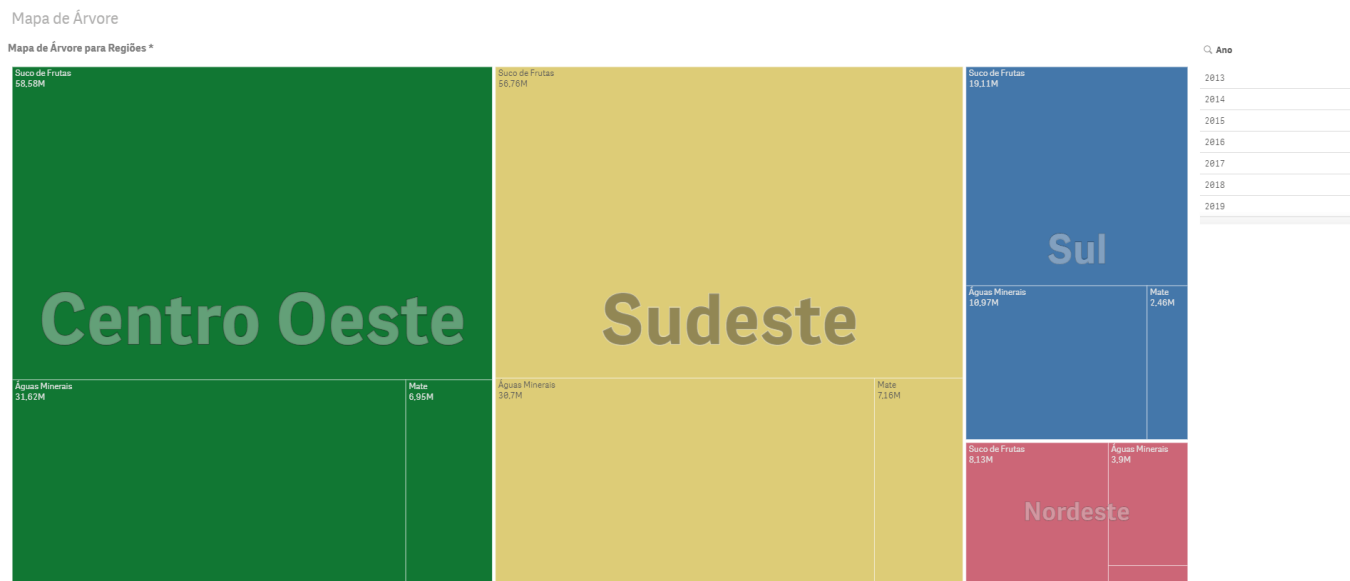 Mapa de Árvore
Mapa de Árvore para Regiões *
Suco de Frutas
58,58M
Centro Oeste
Águas Minerais
31,62M
Mate
6,95M
Suco de Frutas
56,76M
Sudeste
Águas Minerais
30,7M
Mate
7,16M
Suco de Frutas
19,11M
Sul
Águas Minerais
10,97M
Mate
2,46M
Suco de Frutas
8,13M
Águas Minerais
3,9M
Nordeste
Ano
2013
2014
2015
2016
2017
2018
2019